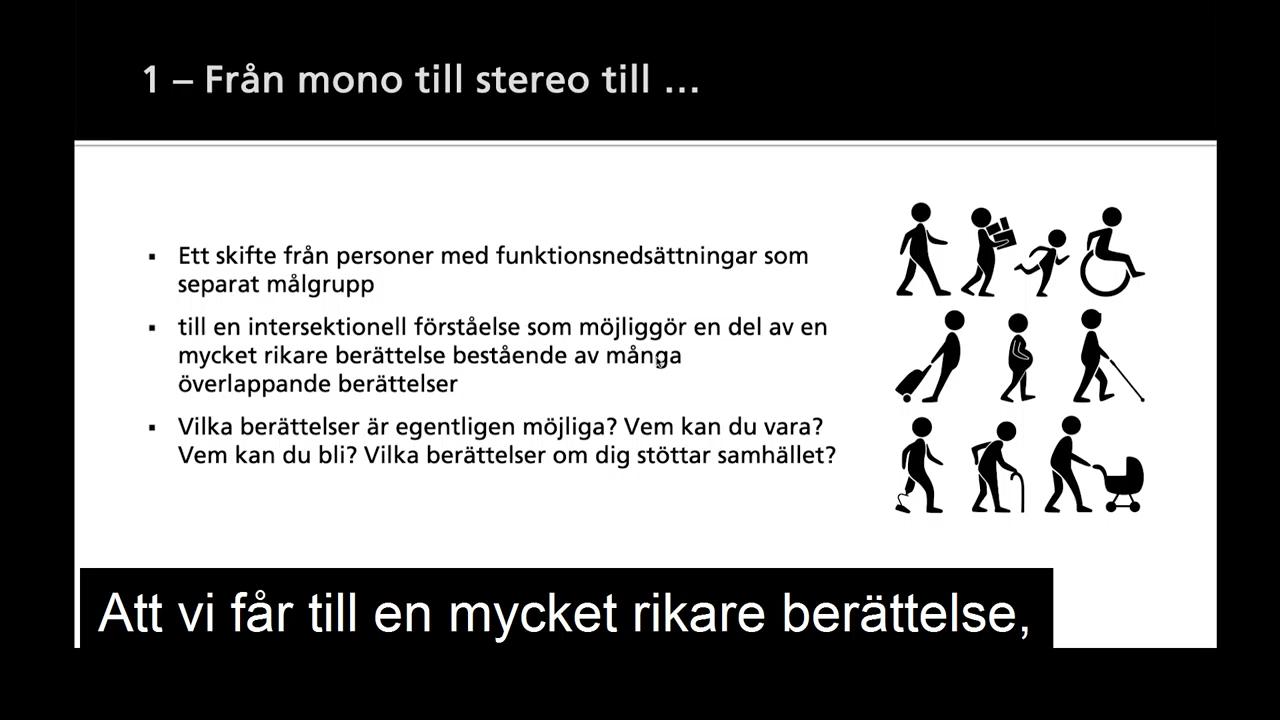 1 – Från mono till stereo till ...
▪ Ett skifte från personer med funktionsnedsättningar som
separat målgrupp
▪ till en intersektionell förståelse som möjliggör en del av en
mycket rikare berättelse bestående av många
överlappande berättelser
▪ Vilka berättelser är egentligen möjliga? Vem kan du vara?
Vem kan du bli? Vilka berättelser om dig stöttar samhället?
Att vi får till en mycket rikare berättelse,